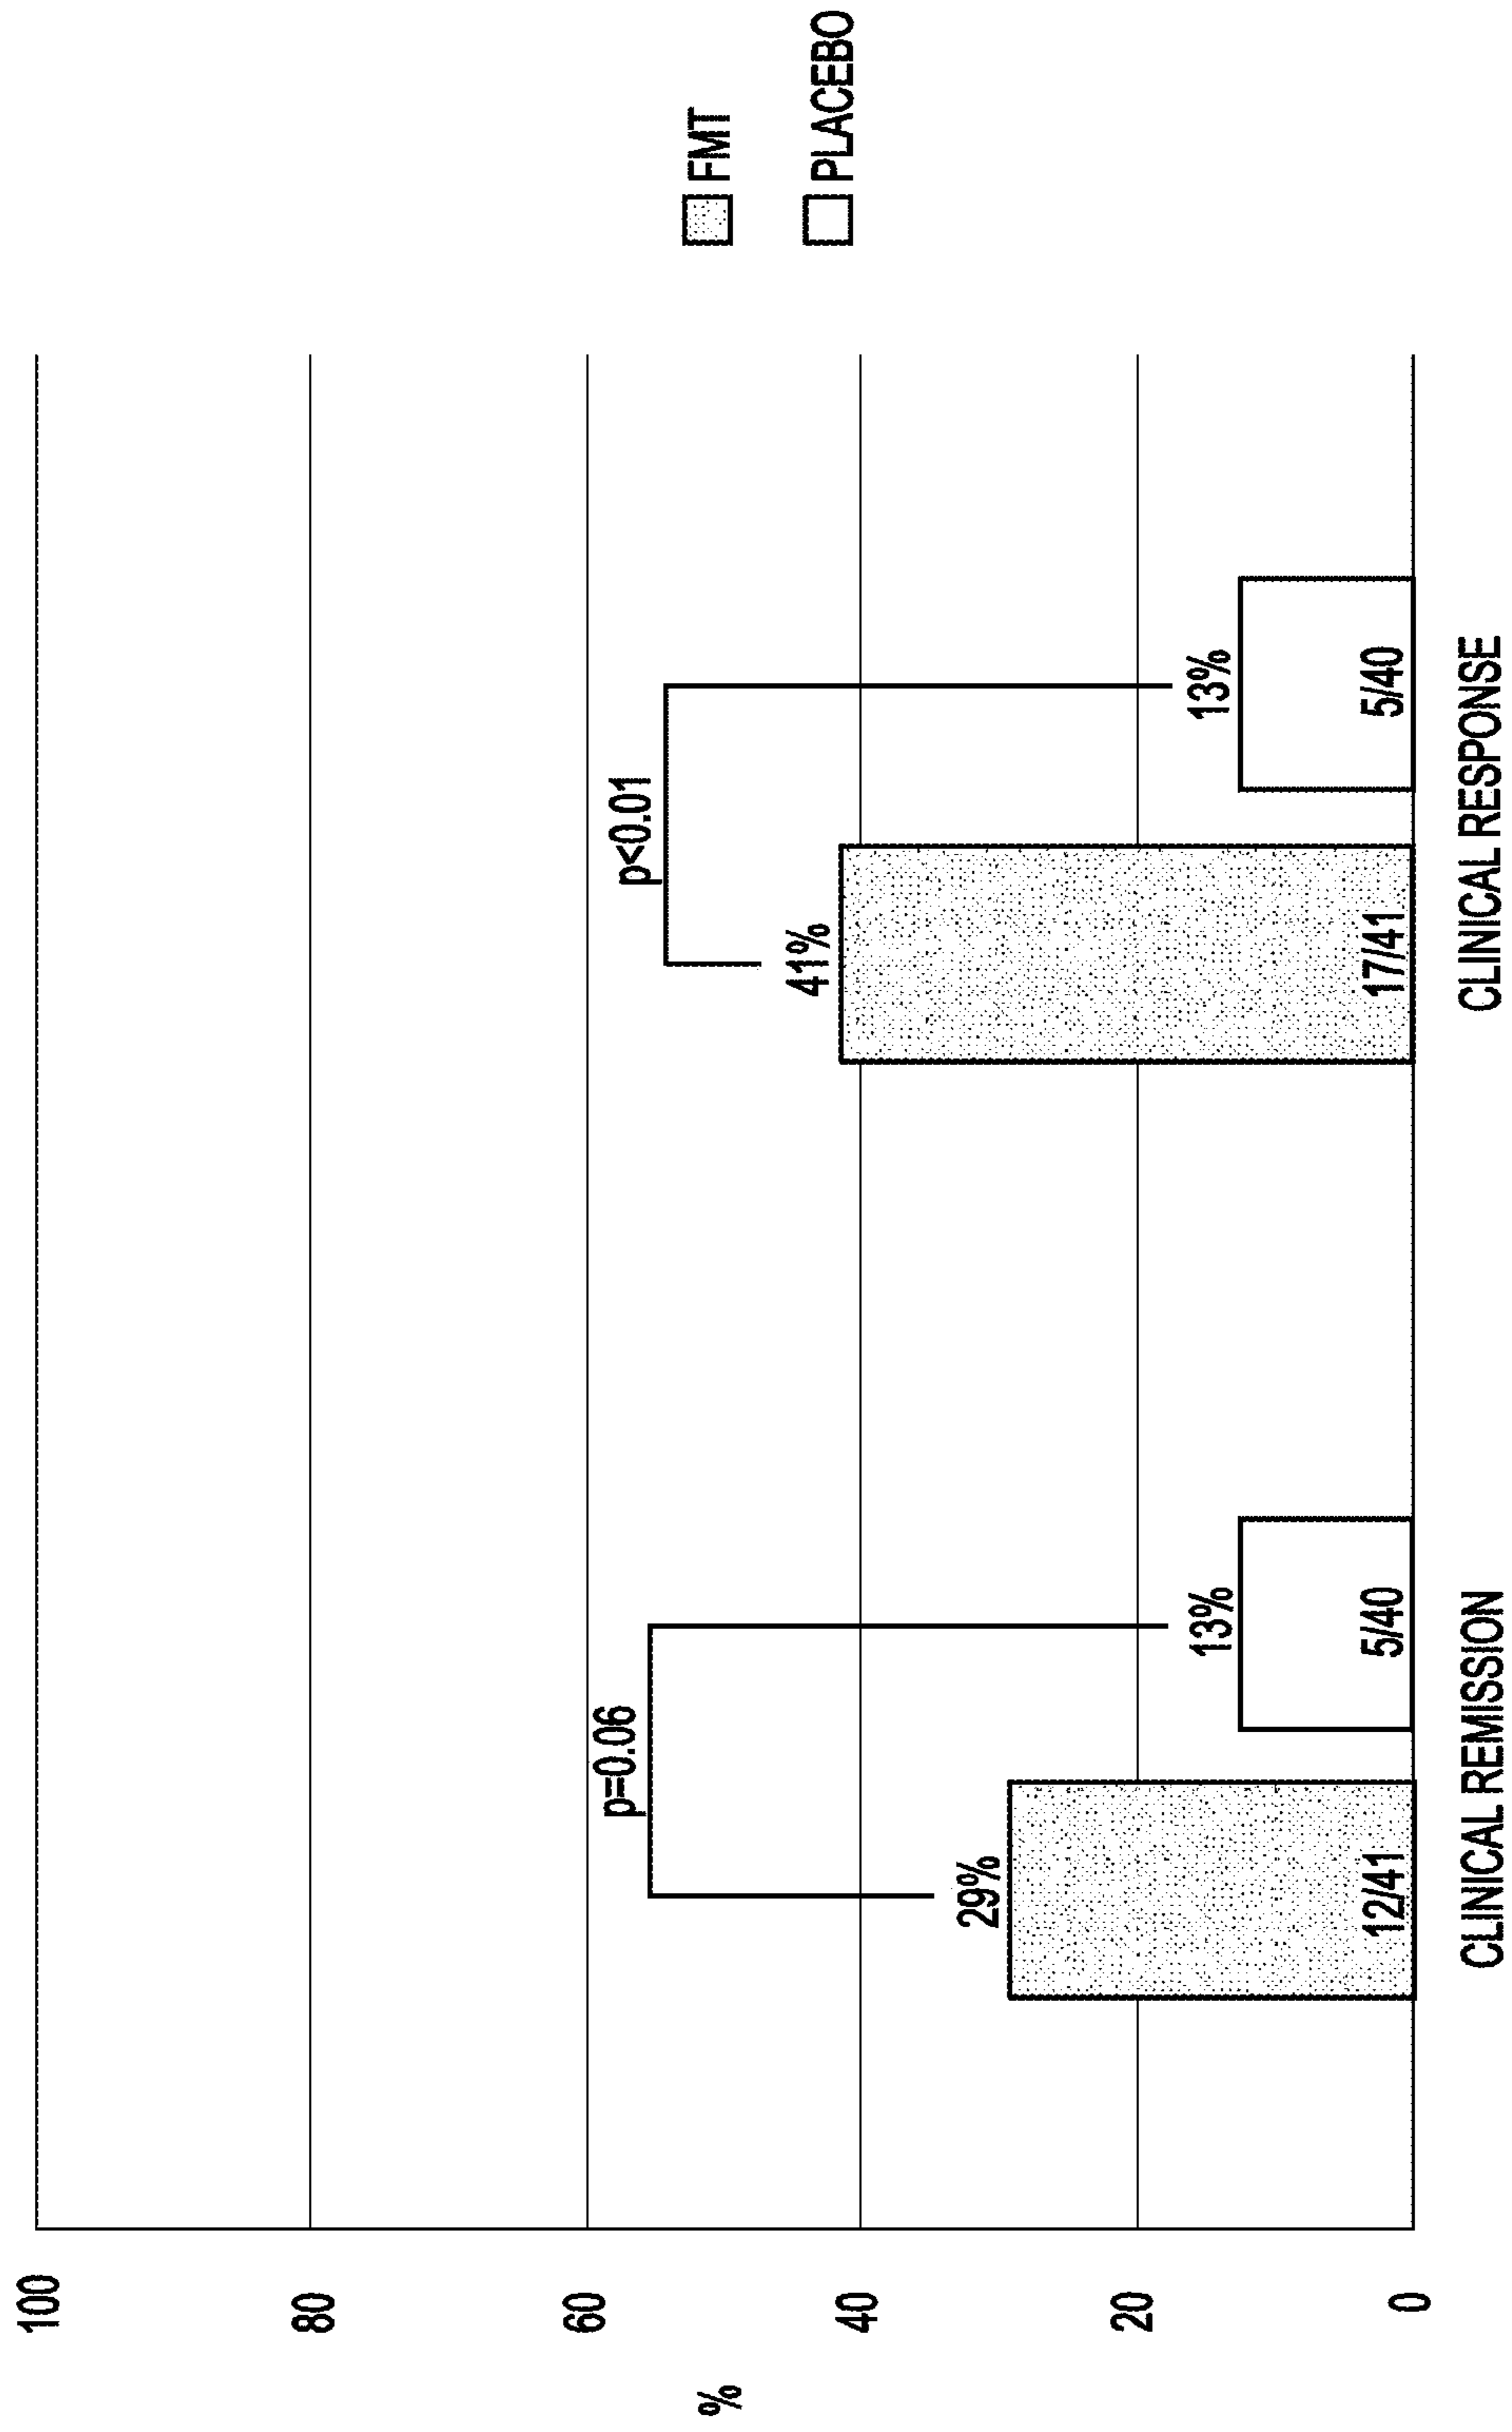 100
80
60
40
20
0
%
p=0.06
29%
13%
12/41
5/40
CLINICAL REMISSION
p<0.01
41%
13%
17/41
5/40
CLINICAL RESPONSE
FMT
PLACEBO